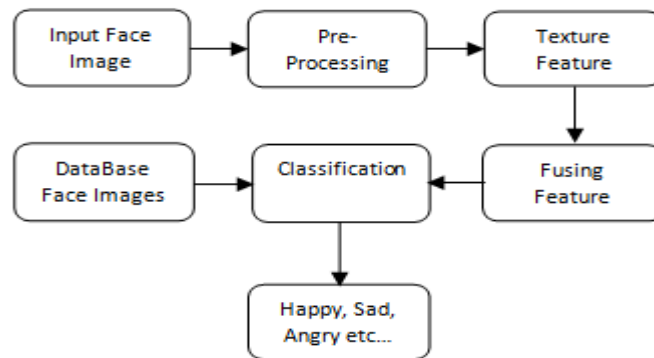 Input Face
Image
Pre-
Processing
Texture
Feature
DataBase
Face Images
Classification
Fusing
Feature
Happy, Sad,
Angry etc...